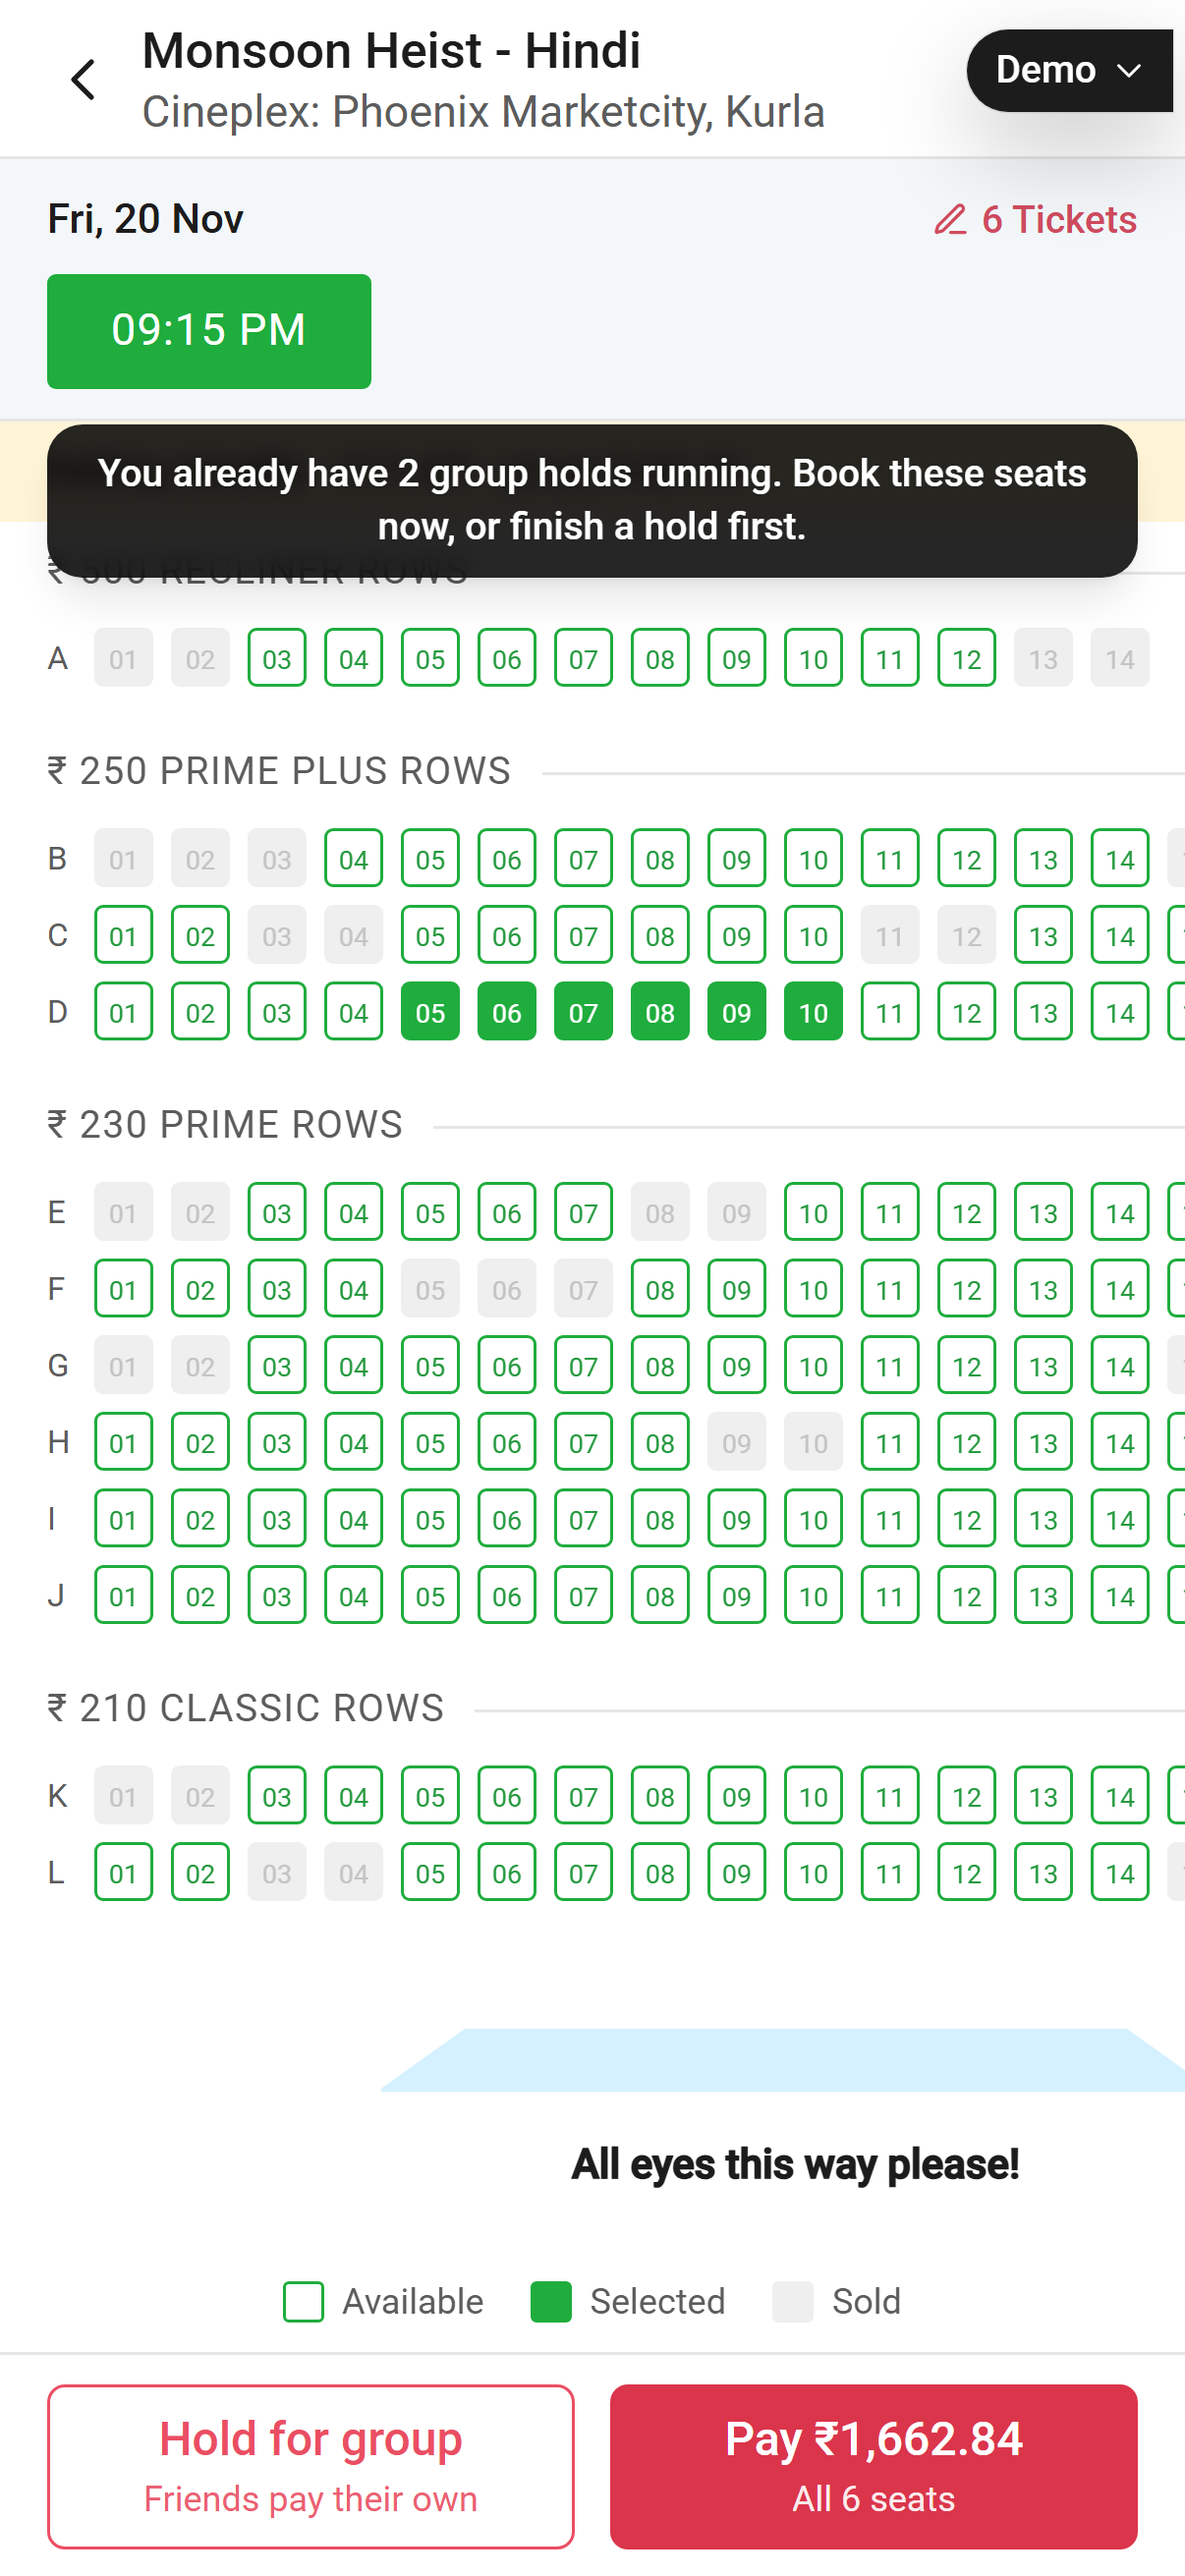 Monsoon Heist - Hindi
Cineplex: Phoenix Marketcity, Kurla
Demo
Fri, 20 Nov
6 Tickets
09:15 PM
You already have 2 group holds running. Book these seats
now, or finish a hold first.
₹ 500 RECLINER ROWS
A 01 02 03 04 05 06 07 08 09 10 11 12 13 14
₹ 250 PRIME PLUS ROWS
B 01 02 03 04 05 06 07 08 09 10 11 12 13 14
C 01 02 03 04 05 06 07 08 09 10 11 12 13 14
D 01 02 03 04 05 06 07 08 09 10 11 12 13 14
₹ 230 PRIME ROWS
E 01 02 03 04 05 06 07 08 09 10 11 12 13 14
F 01 02 03 04 05 06 07 08 09 10 11 12 13 14
G 01 02 03 04 05 06 07 08 09 10 11 12 13 14
H 01 02 03 04 05 06 07 08 09 10 11 12 13 14
I 01 02 03 04 05 06 07 08 09 10 11 12 13 14
J 01 02 03 04 05 06 07 08 09 10 11 12 13 14
₹ 210 CLASSIC ROWS
K 01 02 03 04 05 06 07 08 09 10 11 12 13 14
L 01 02 03 04 05 06 07 08 09 10 11 12 13 14
All eyes this way please!
Available Selected Sold
Hold for group
Friends pay their own
Pay ₹1,662.84
All 6 seats